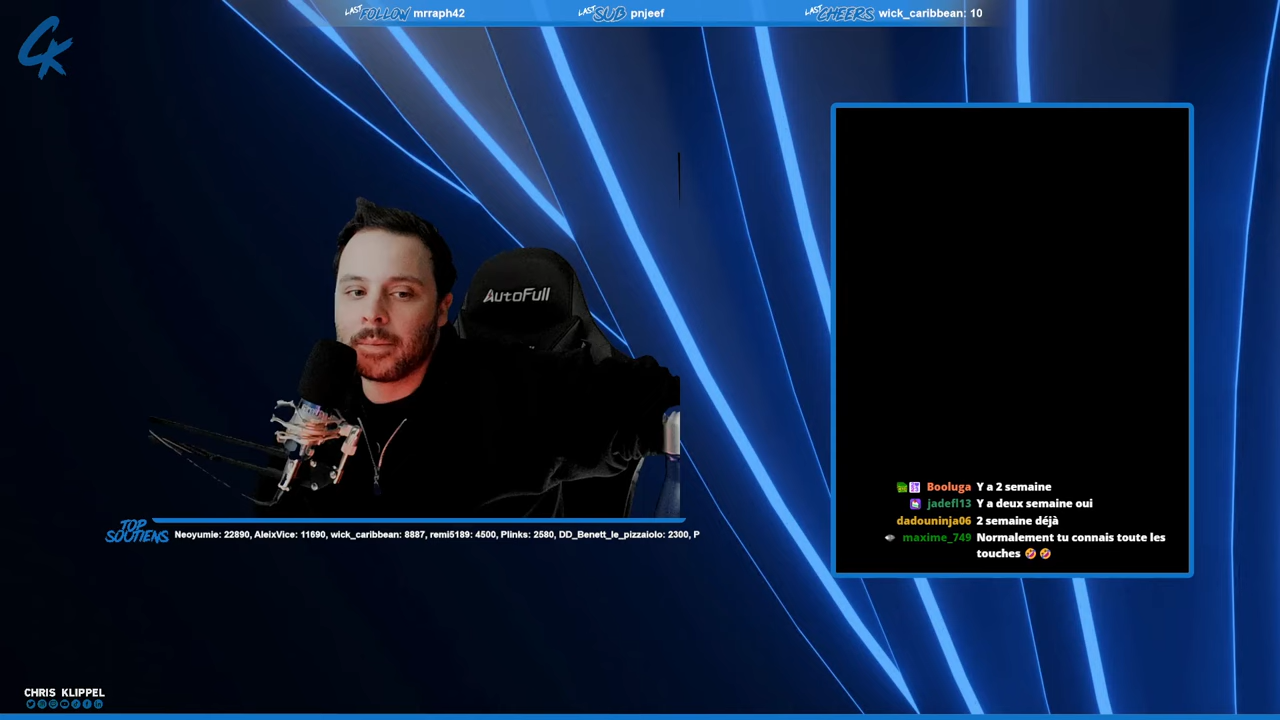 LAST FOLLOW mrraph42
LAST SUB pnjeef
LAST CHEERS wick_caribbean: 10
CK
AutoFull
Booluga Y a 2 semaine
jadefl13 Y a deux semaine oui
dadouninja06 2 semaine déjà
maxime_749 Normalement tu connais toute les
touches 🤣 🤣
TOP
SOUTIENS
Neoyumie: 22890, AleixVice: 11690, wick_caribbean: 8887, remi5189: 4500, Plinks: 2580, DD_Benett_le_pizzaiolo: 2300, P
CHRIS KLIPPEL